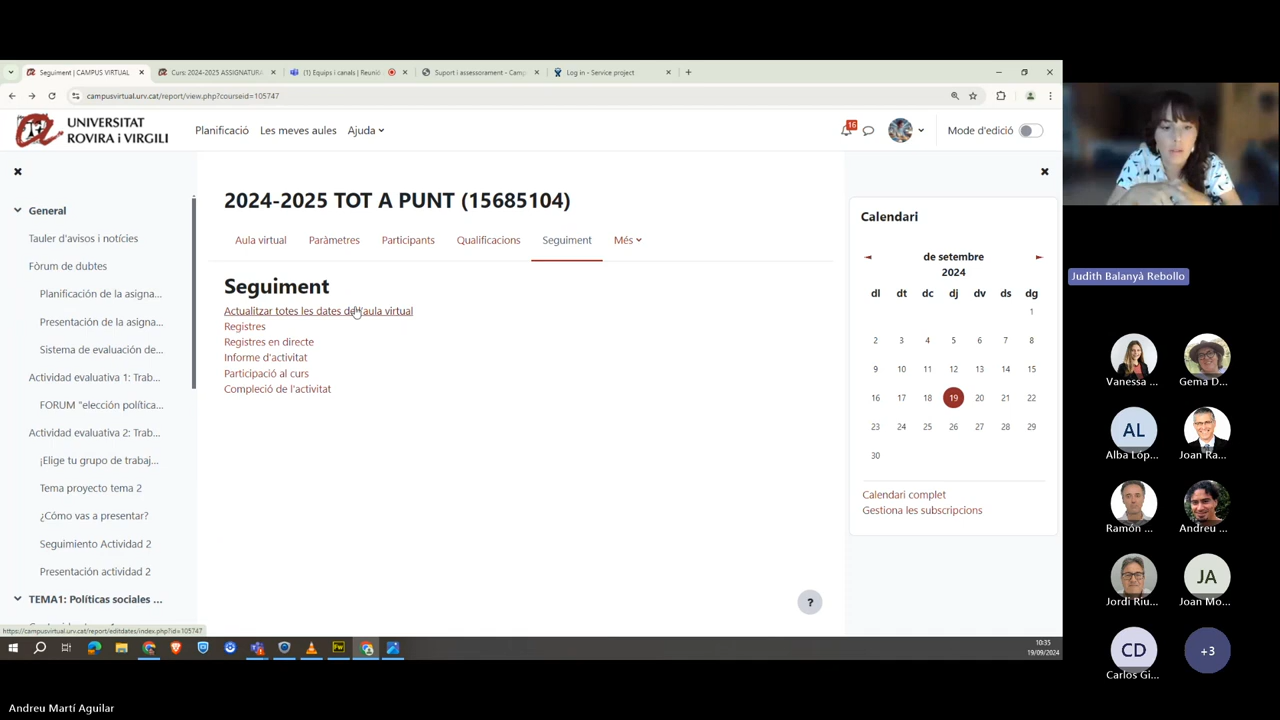 Seguiment | CAMPUS VIRTUAL
Curs: 2024-2025 ASSIGNATURA
(1) Equips i canals | Reunió
Suport i assessorament - Camp
Log in - Service project
campusvirtual.urv.cat/report/view.php?courseid=105747
UNIVERSITAT
ROVIRA i VIRGILI
Planificació
Les meves aules
Ajuda
16
Mode d'edició
General
Tauler d'avisos i notícies
Fòrum de dubtes
Planificación de la asigna...
Presentación de la asigna...
Sistema de evaluación de...
Actividad evaluativa 1: Trab...
FORUM "elección política...
Actividad evaluativa 2: Trab...
¡Elige tu grupo de trabaj...
Tema proyecto tema 2
¿Cómo vas a presentar?
Seguimiento Actividad 2
Presentación actividad 2
TEMA1: Políticas sociales ...
https://campusvirtual.urv.cat/report/editdates/index.php?id=105747
2024-2025 TOT A PUNT (15685104)
Aula virtual
Paràmetres
Participants
Qualificacions
Seguiment
Més
Seguiment
Actualitzar totes les dates de l'aula virtual
Registres
Registres en directe
Informe d'activitat
Participació al curs
Compleció de l'activitat
Calendari
de setembre
2024
dl dt dc dj dv ds dg
1
2 3 4 5 6 7 8
9 10 11 12 13 14 15
16 17 18 19 20 21 22
23 24 25 26 27 28 29
30
Calendari complet
Gestiona les subscripcions
?
Fw
10:35
19/09/2024
Judith Balanyà Rebollo
Vanessa ...
Gema D...
AL
Alba Lóp...
Joan Ra...
Ramón ...
Andreu ...
Jordi Riu...
JA
Joan Mo...
CD
Carlos Gi...
+3
Andreu Martí Aguilar